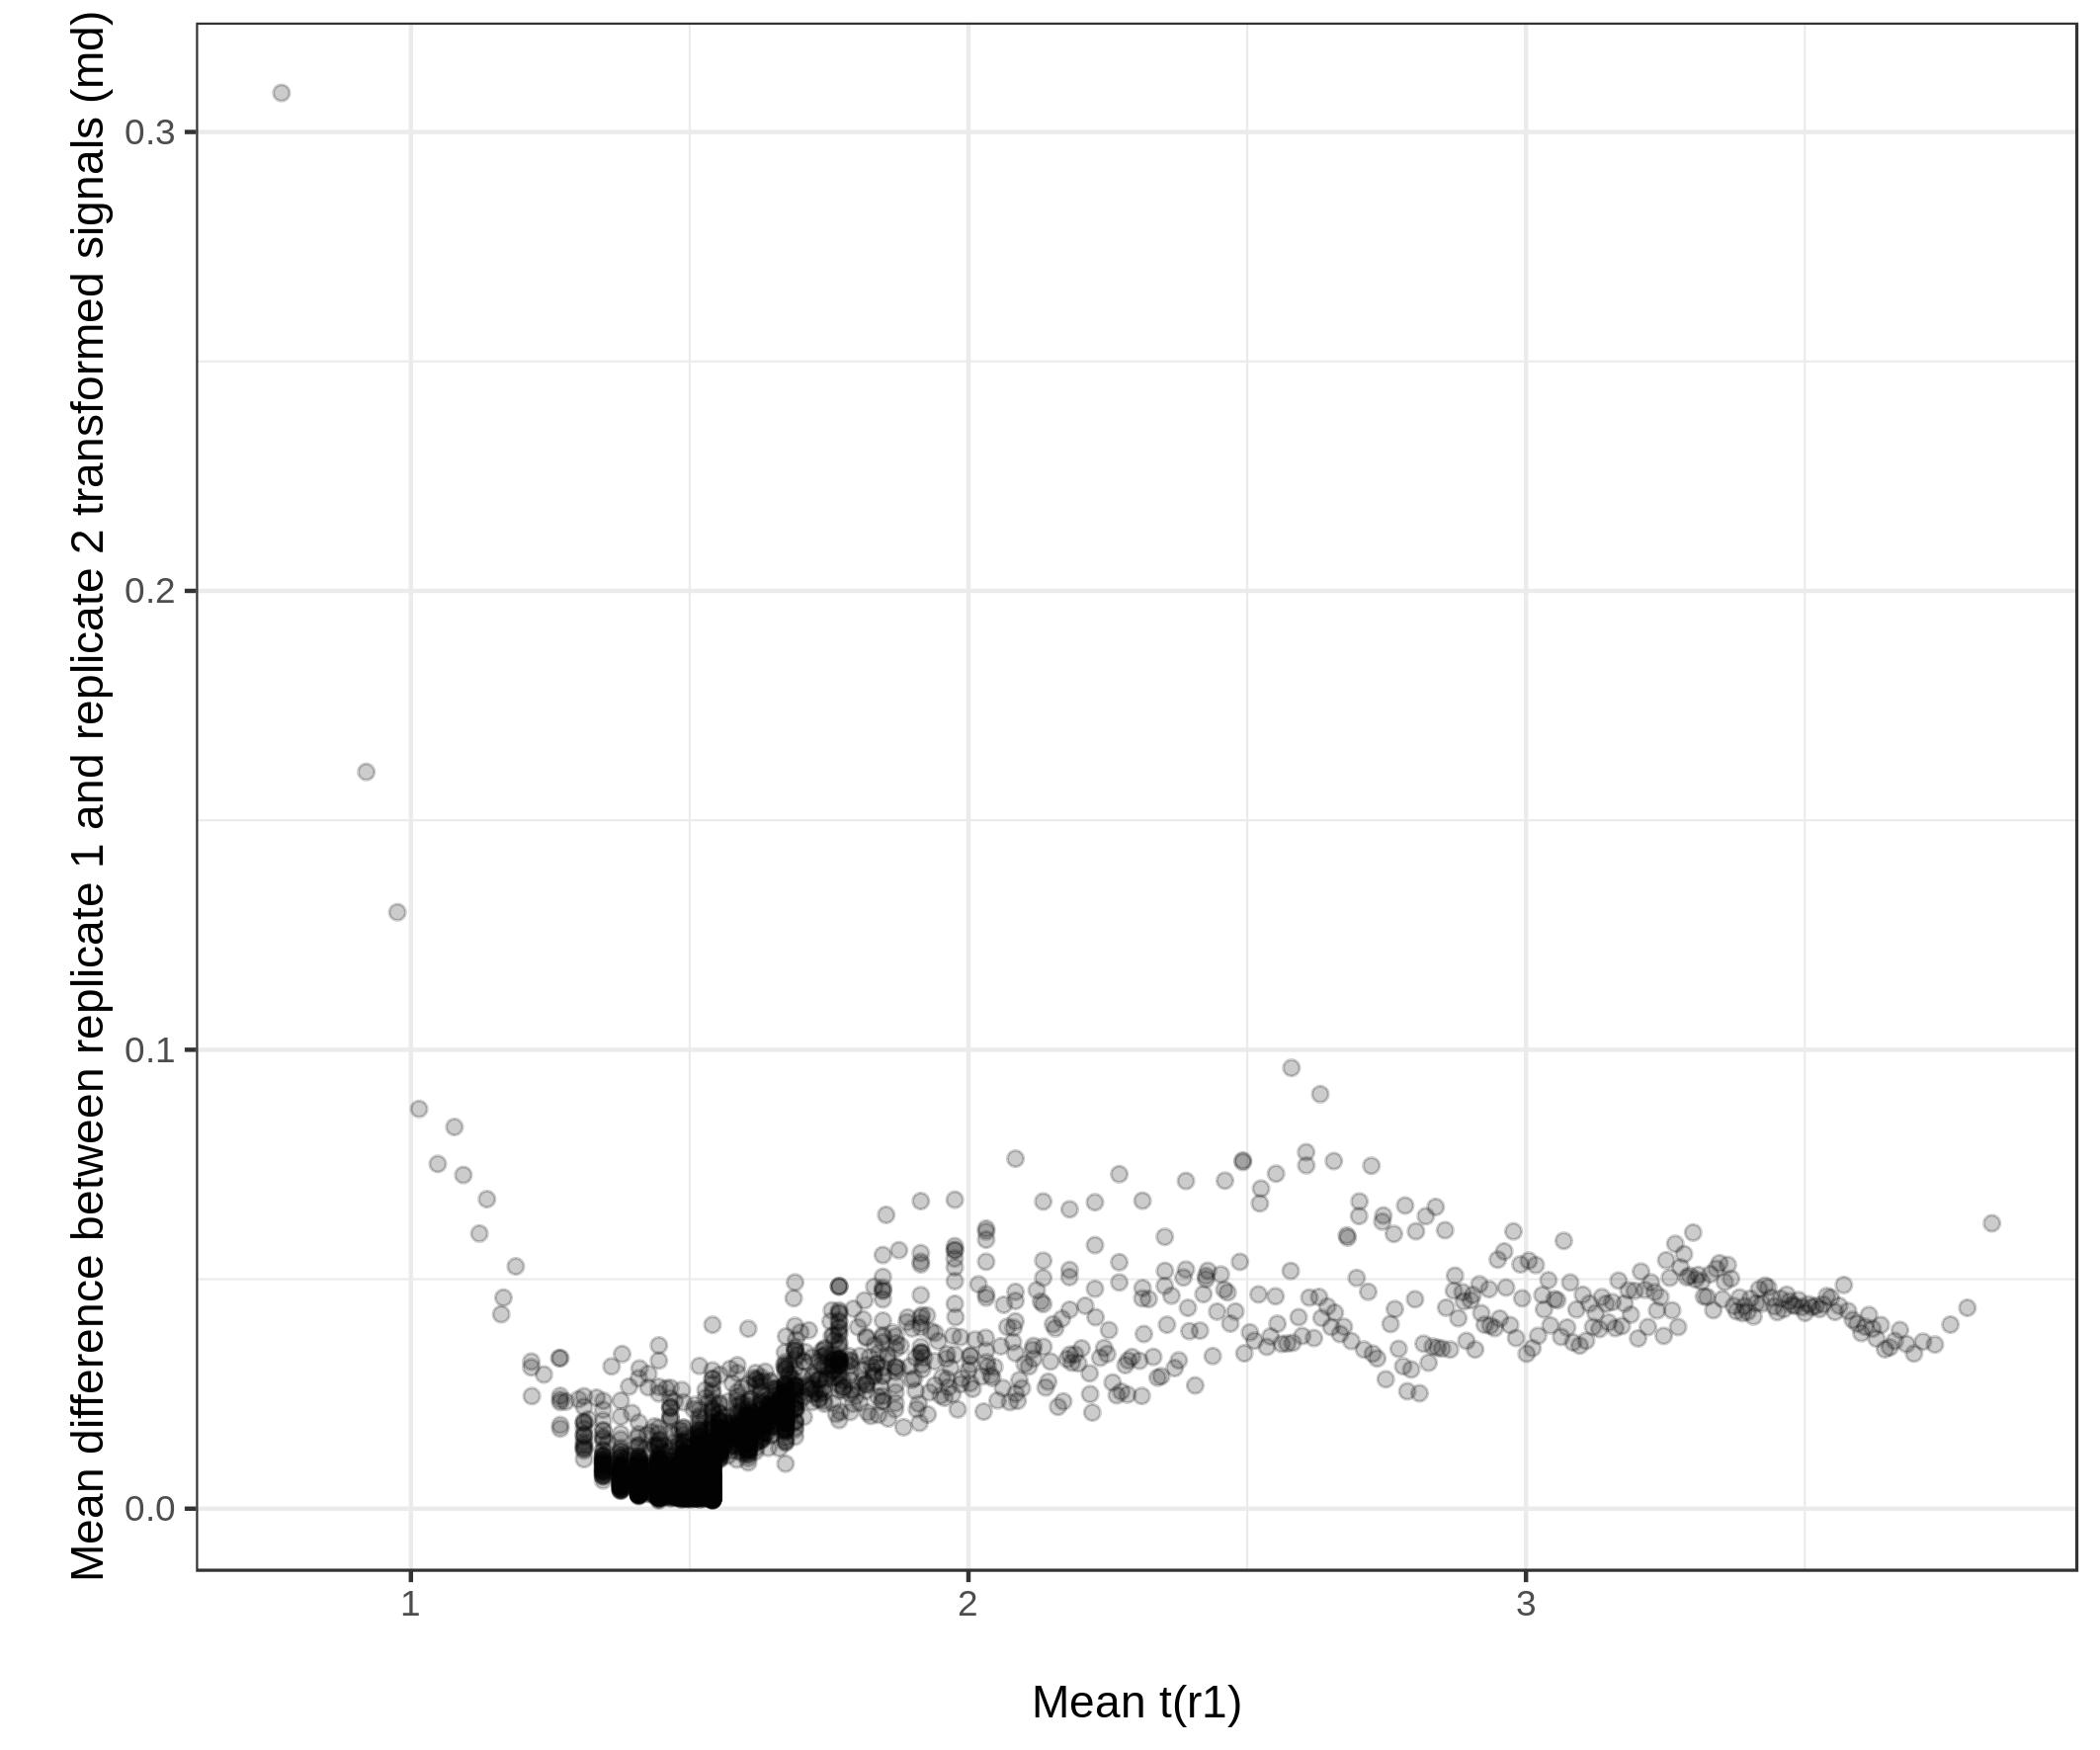 Mean difference between replicate 1 and replicate 2 transformed signals (md)
0.3
0.2
0.1
0.0
1 2 3
Mean t(r1)